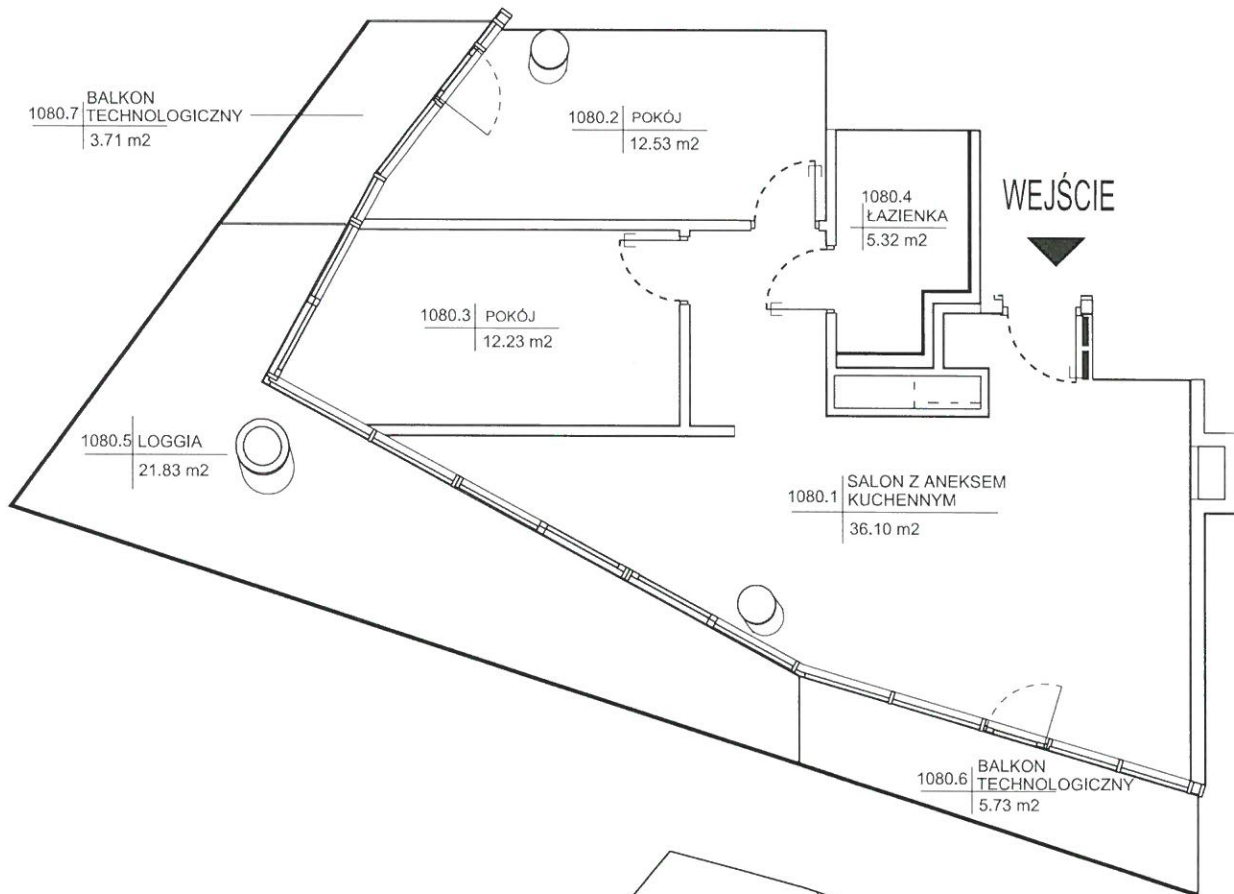 1080.7 BALKON
TECHNOLOGICZNY
3.71 m2
1080.2 POKÓJ
12.53 m2
1080.4
ŁAZIENKA
5.32 m2
WEJŚCIE
1080.3 POKÓJ
12.23 m2
1080.5 LOGGIA
21.83 m2
1080.1 SALON Z ANEKSEM
KUCHENNYM
36.10 m2
1080.6 BALKON
TECHNOLOGICZNY
5.73 m2